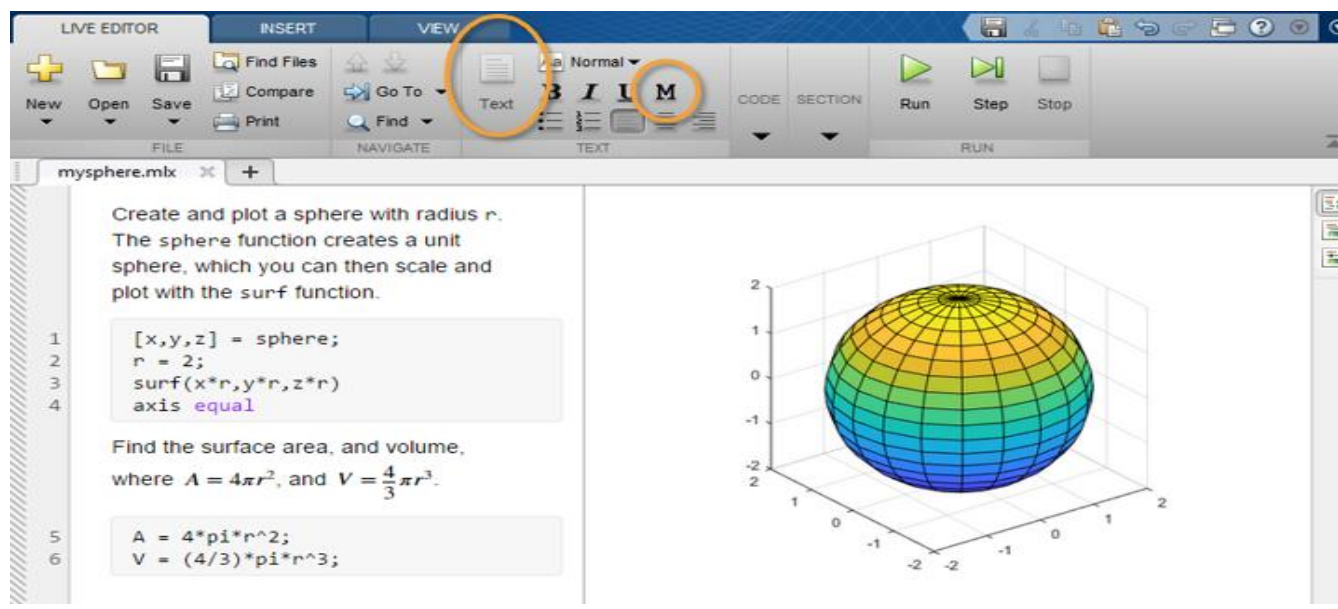 LIVE EDITOR INSERT VIEW
New Open Save Find Files Compare Print
FILE
Go To Find
NAVIGATE
Text Aa Normal
B I U M
TEXT
CODE SECTION
Run Step Stop
RUN
mysphere.mlx
Create and plot a sphere with radius r.
The sphere function creates a unit
sphere, which you can then scale and
plot with the surf function.
1 [x,y,z] = sphere;
2 r = 2;
3 surf(x*r,y*r,z*r)
4 axis equal
Find the surface area, and volume,
where A = 4πr², and V = 4/3 πr³.
5 A = 4*pi*r^2;
6 V = (4/3)*pi*r^3;
2
1
0
-1
-2
2
1
0
-1
-2
-2
-1
0
1
2